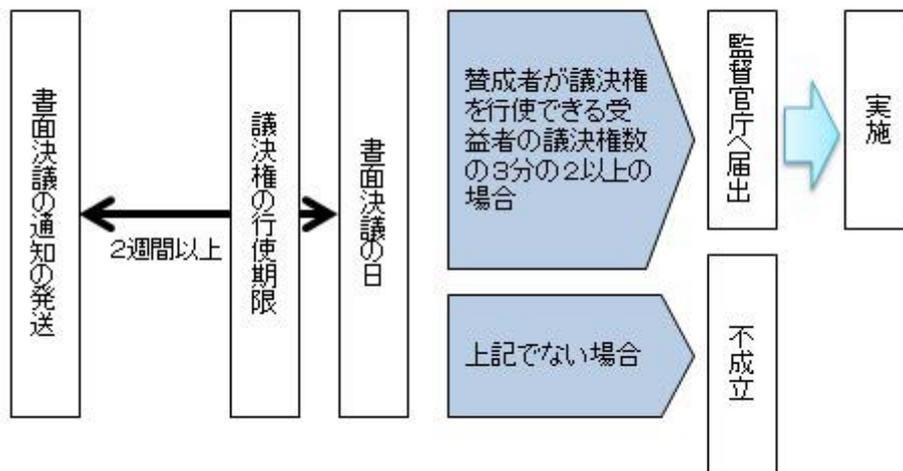 書面決議の通知の発送
2週間以上
議決権の行使期限
書面決議の日
賛成者が議決権
を行使できる受
益者の議決権数
の3分の2以上の
場合
監督官庁へ届出
実施
上記でない場合
不成立